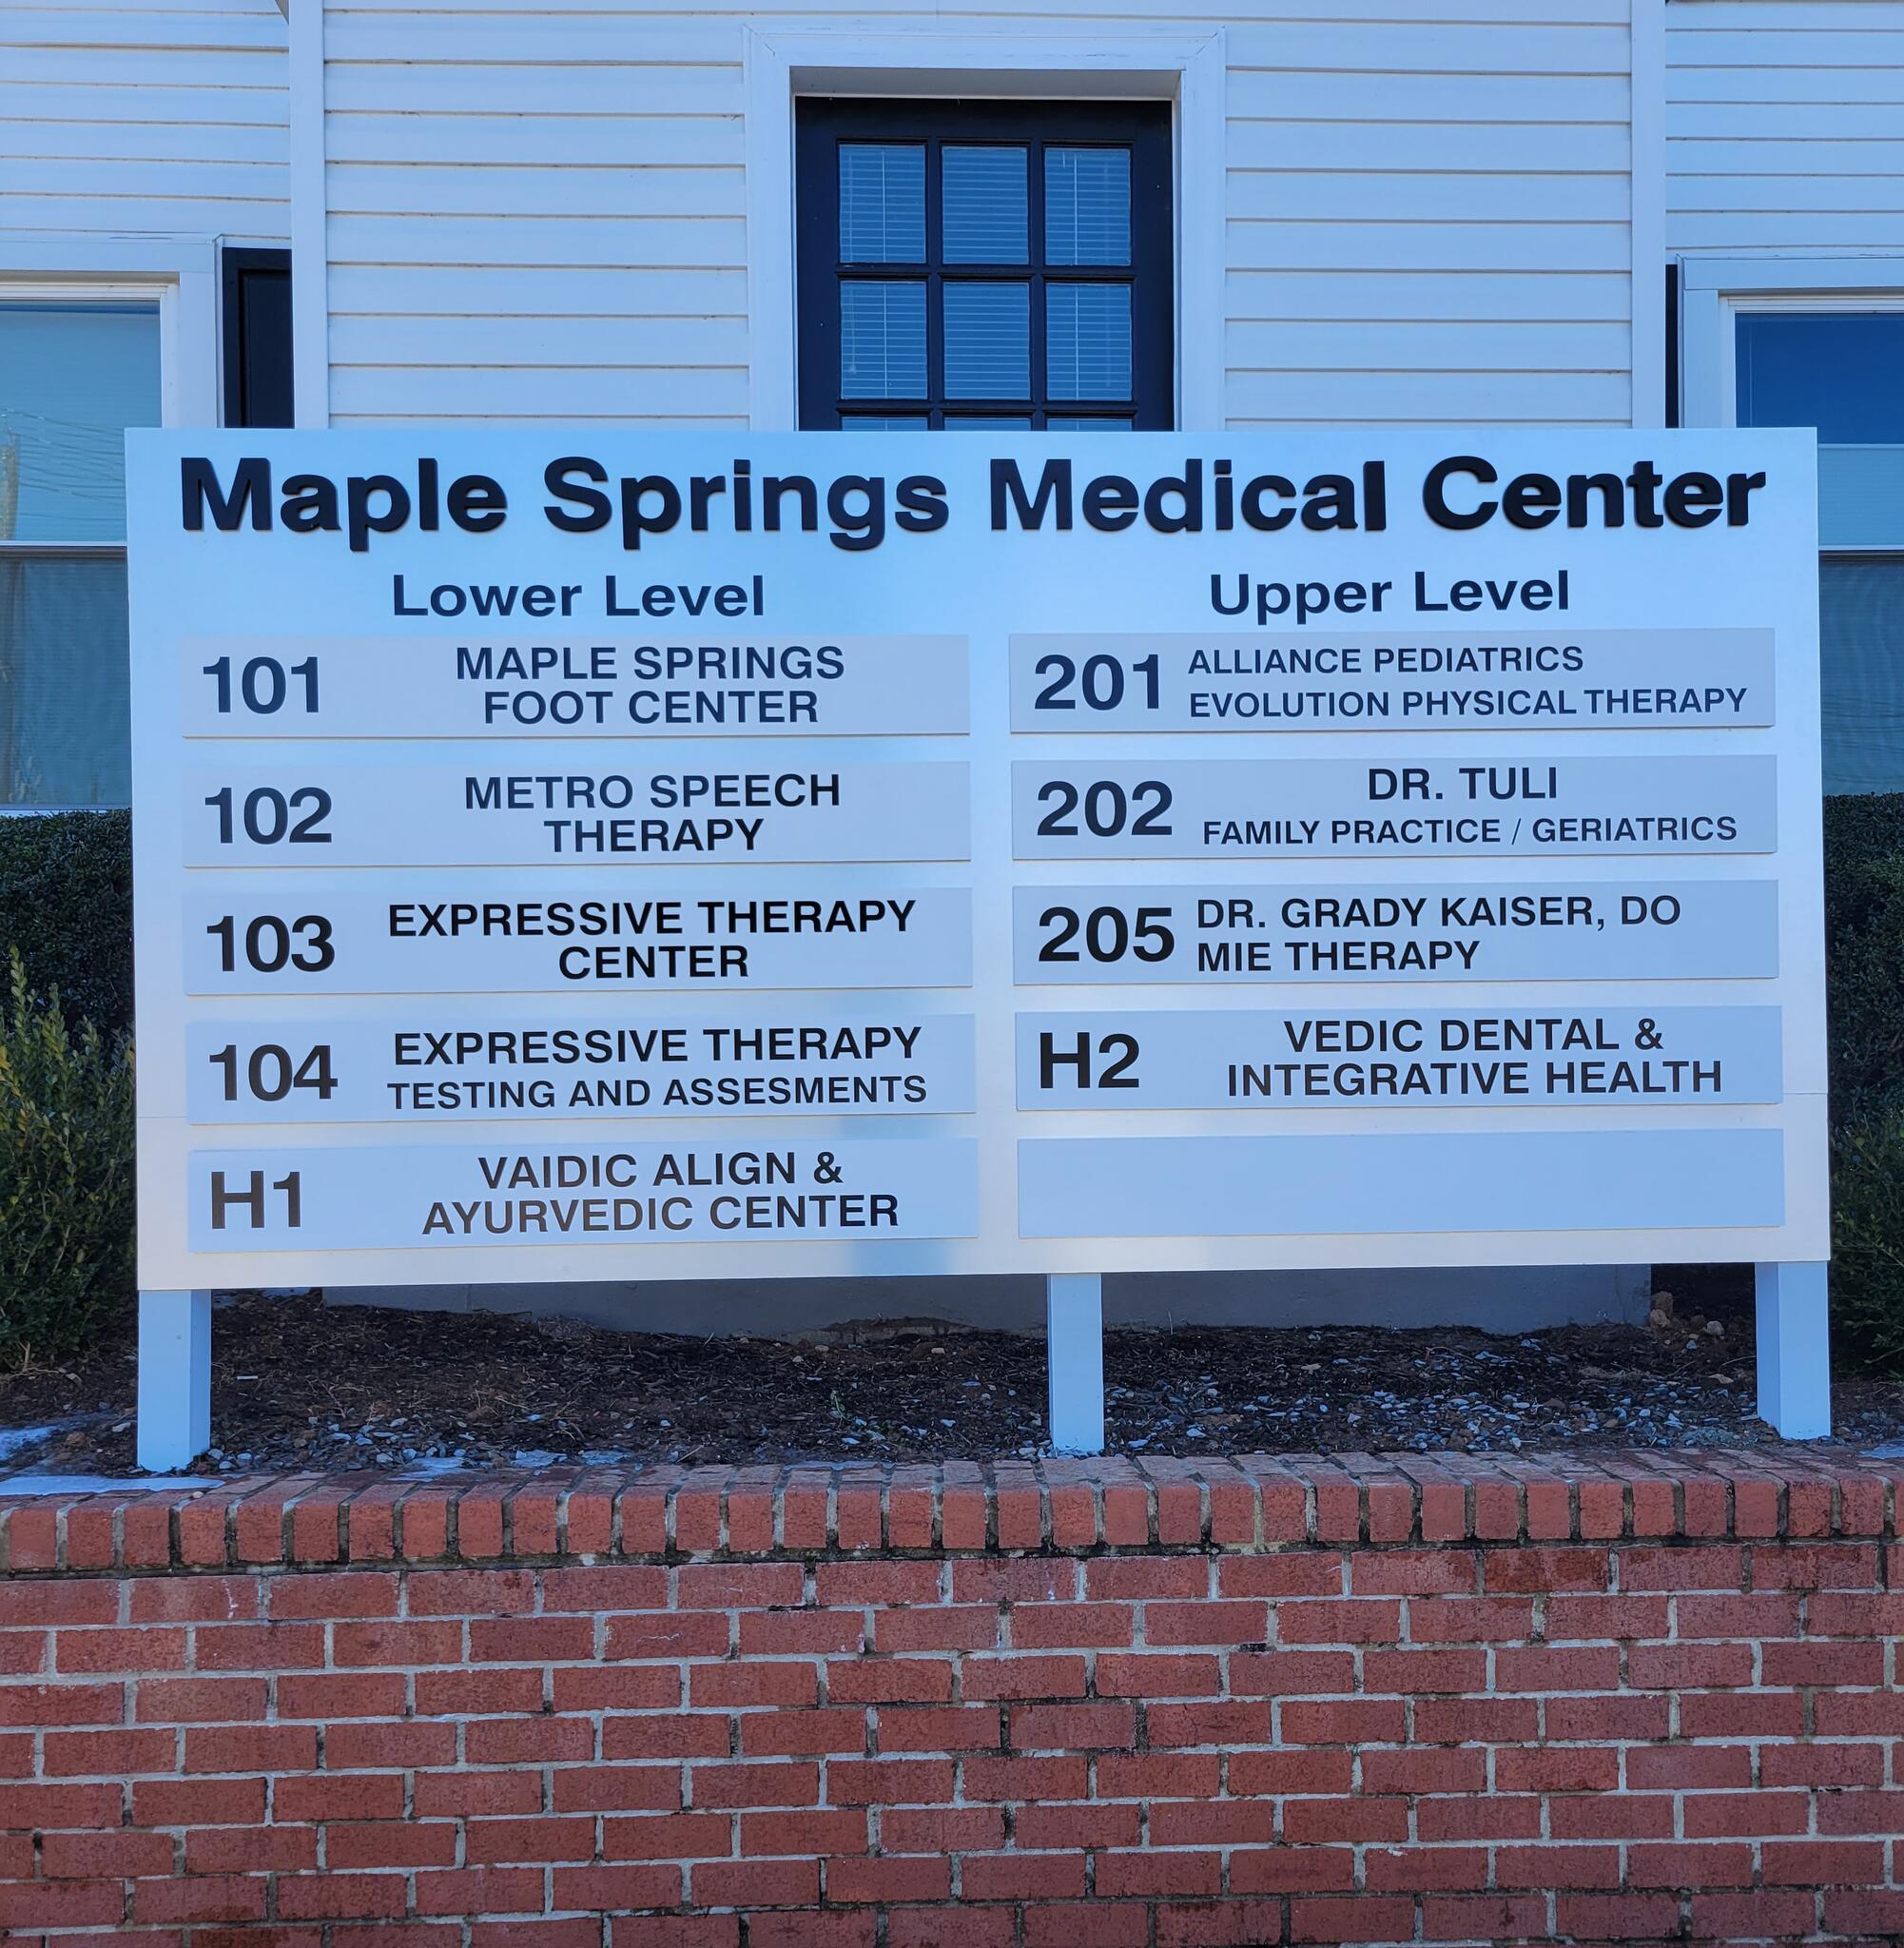 Maple Springs Medical Center
Lower Level
101 MAPLE SPRINGS
FOOT CENTER
102 METRO SPEECH
THERAPY
103 EXPRESSIVE THERAPY
CENTER
104 EXPRESSIVE THERAPY
TESTING AND ASSESMENTS
H1 VAIDIC ALIGN &
AYURVEDIC CENTER
Upper Level
201 ALLIANCE PEDIATRICS
EVOLUTION PHYSICAL THERAPY
202 DR. TULI
FAMILY PRACTICE / GERIATRICS
205 DR. GRADY KAISER, DO
MIE THERAPY
H2 VEDIC DENTAL &
INTEGRATIVE HEALTH